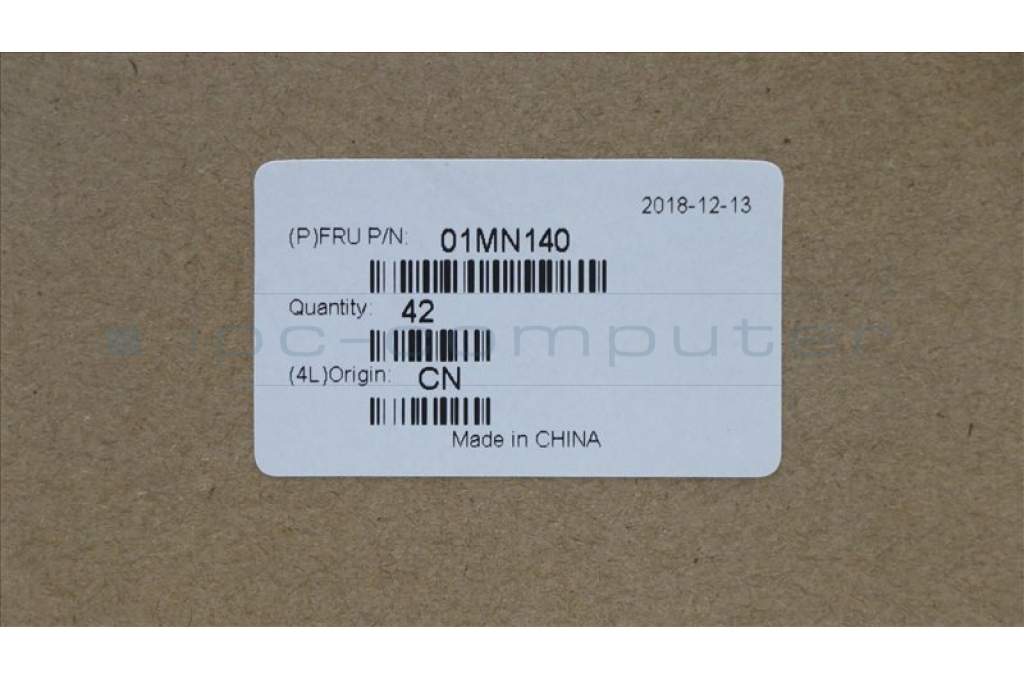 2018-12-13
(P)FRU P/N: 01MN140
Quantity: 42
ipc-computer
(4L)Origin: CN
Made in CHINA